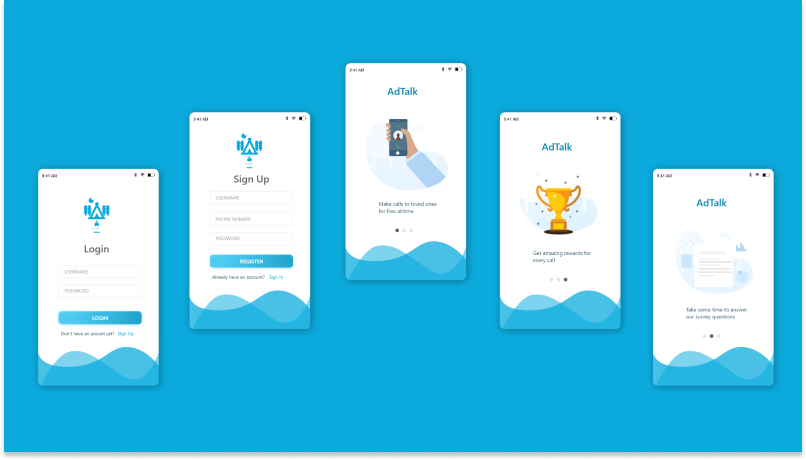 9:41 AM
Login
USERNAME
PASSWORD
LOGIN
Don't have an acount yet? Sign Up
9:41 AM
Sign Up
USERNAME
PHONE NUMBER
PASSWORD
REGISTER
Already have an account? Sign in
9:41 AM
AdTalk
Make calls to loved ones
for free airtime
9:41 AM
AdTalk
Get amazing rewards for
every call
9:41 AM
AdTalk
Take some time to answer
our survey questions